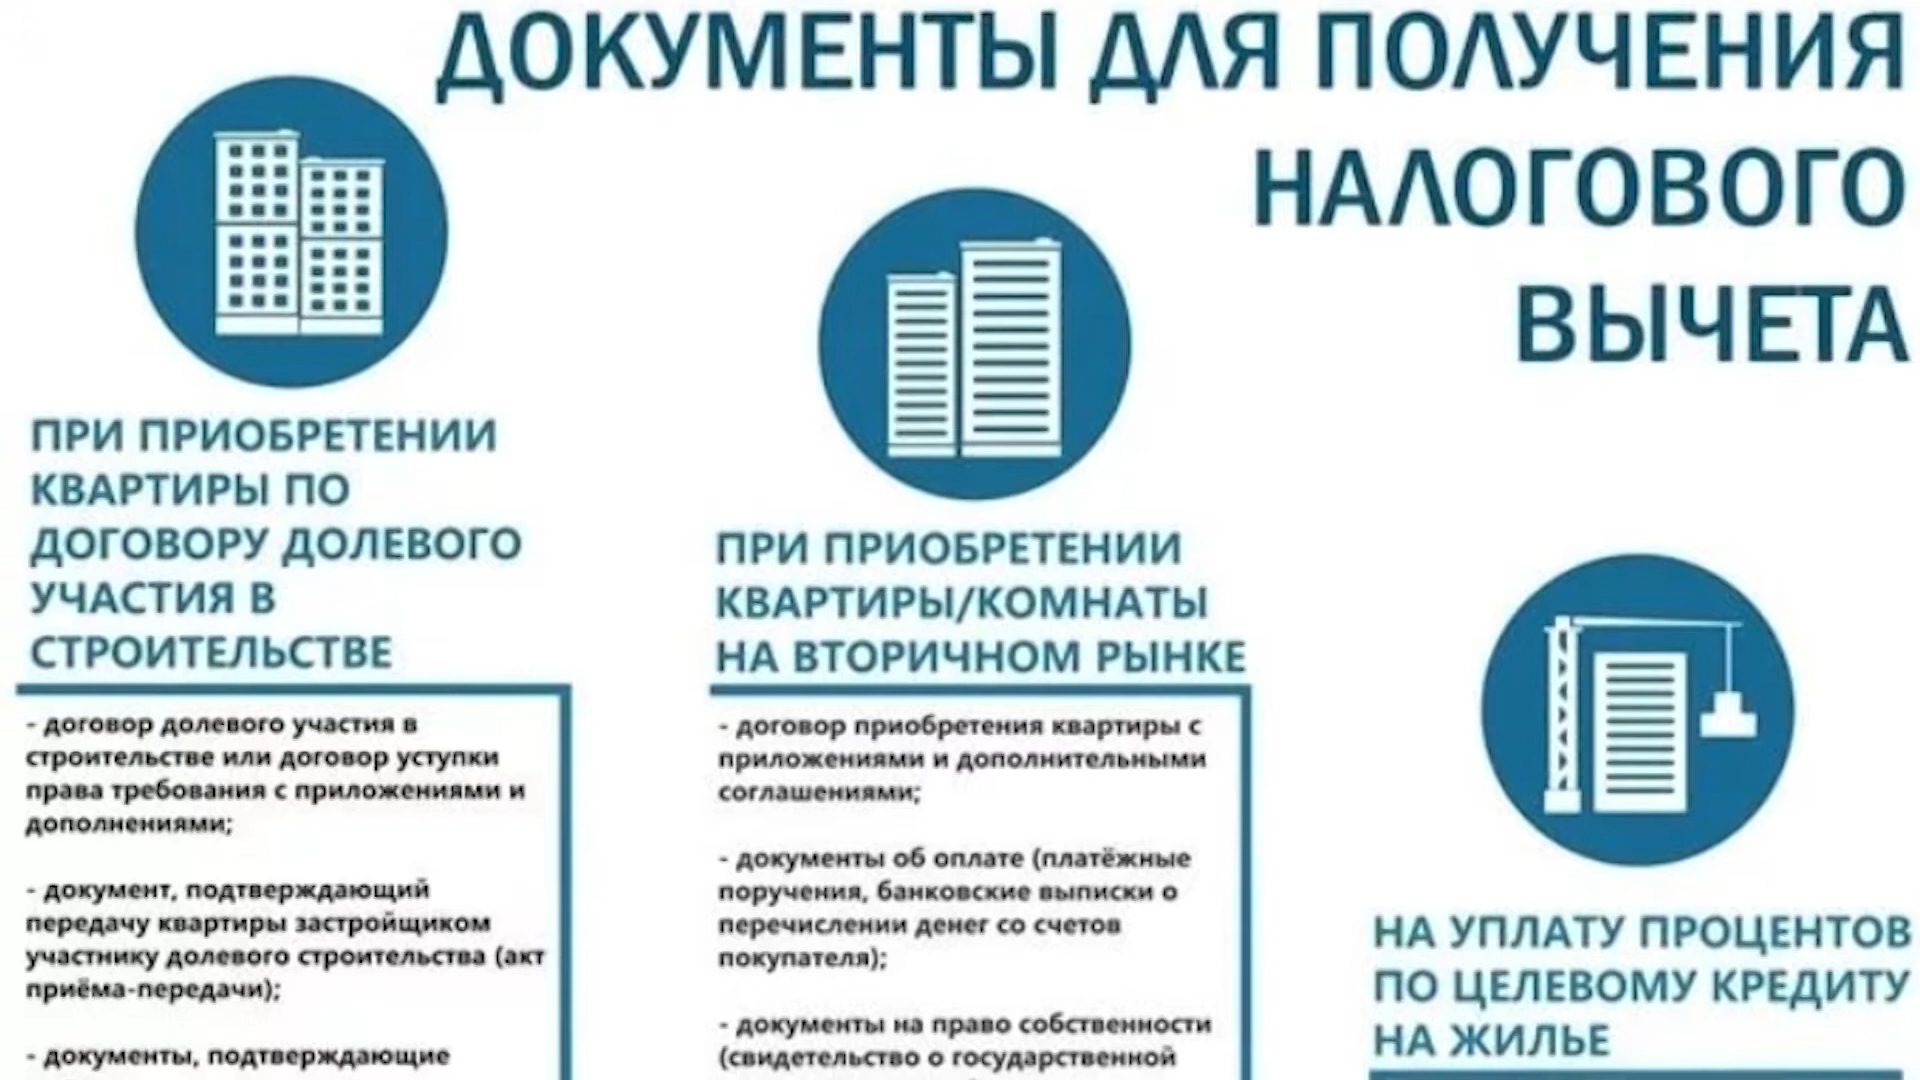 ДОКУМЕНТЫ ДЛЯ ПОЛУЧЕНИЯ
НАЛОГОВОГО
ВЫЧЕТА
ПРИ ПРИОБРЕТЕНИИ
КВАРТИРЫ ПО
ДОГОВОРУ ДОЛЕВОГО
УЧАСТИЯ В
СТРОИТЕЛЬСТВЕ
- договор долевого участия в
строительстве или договор уступки
права требования с приложениями и
дополнениями;
- документ, подтверждающий
передачу квартиры застройщиком
участнику долевого строительства (акт
приёма-передачи);
- документы, подтверждающие
ПРИ ПРИОБРЕТЕНИИ
КВАРТИРЫ/КОМНАТЫ
НА ВТОРИЧНОМ РЫНКЕ
- договор приобретения квартиры с
приложениями и дополнительными
соглашениями;
- документы об оплате (платёжные
поручения, банковские выписки о
перечислении денег со счетов
покупателя);
- документы на право собственности
(свидетельство о государственной
НА УПЛАТУ ПРОЦЕНТОВ
ПО ЦЕЛЕВОМУ КРЕДИТУ
НА ЖИЛЬЕ